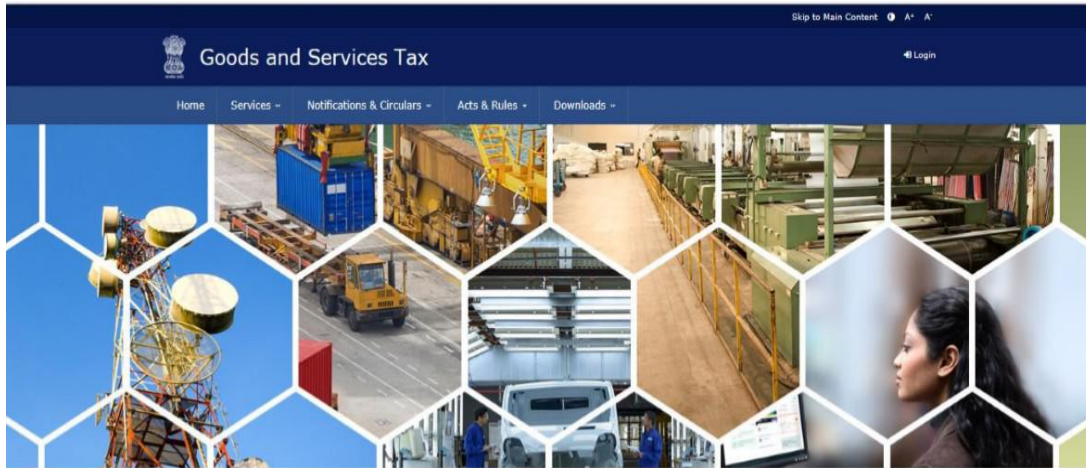 Skip to Main Content A+ A-
Goods and Services Tax
Login
Home Services Notifications & Circulars Acts & Rules Downloads